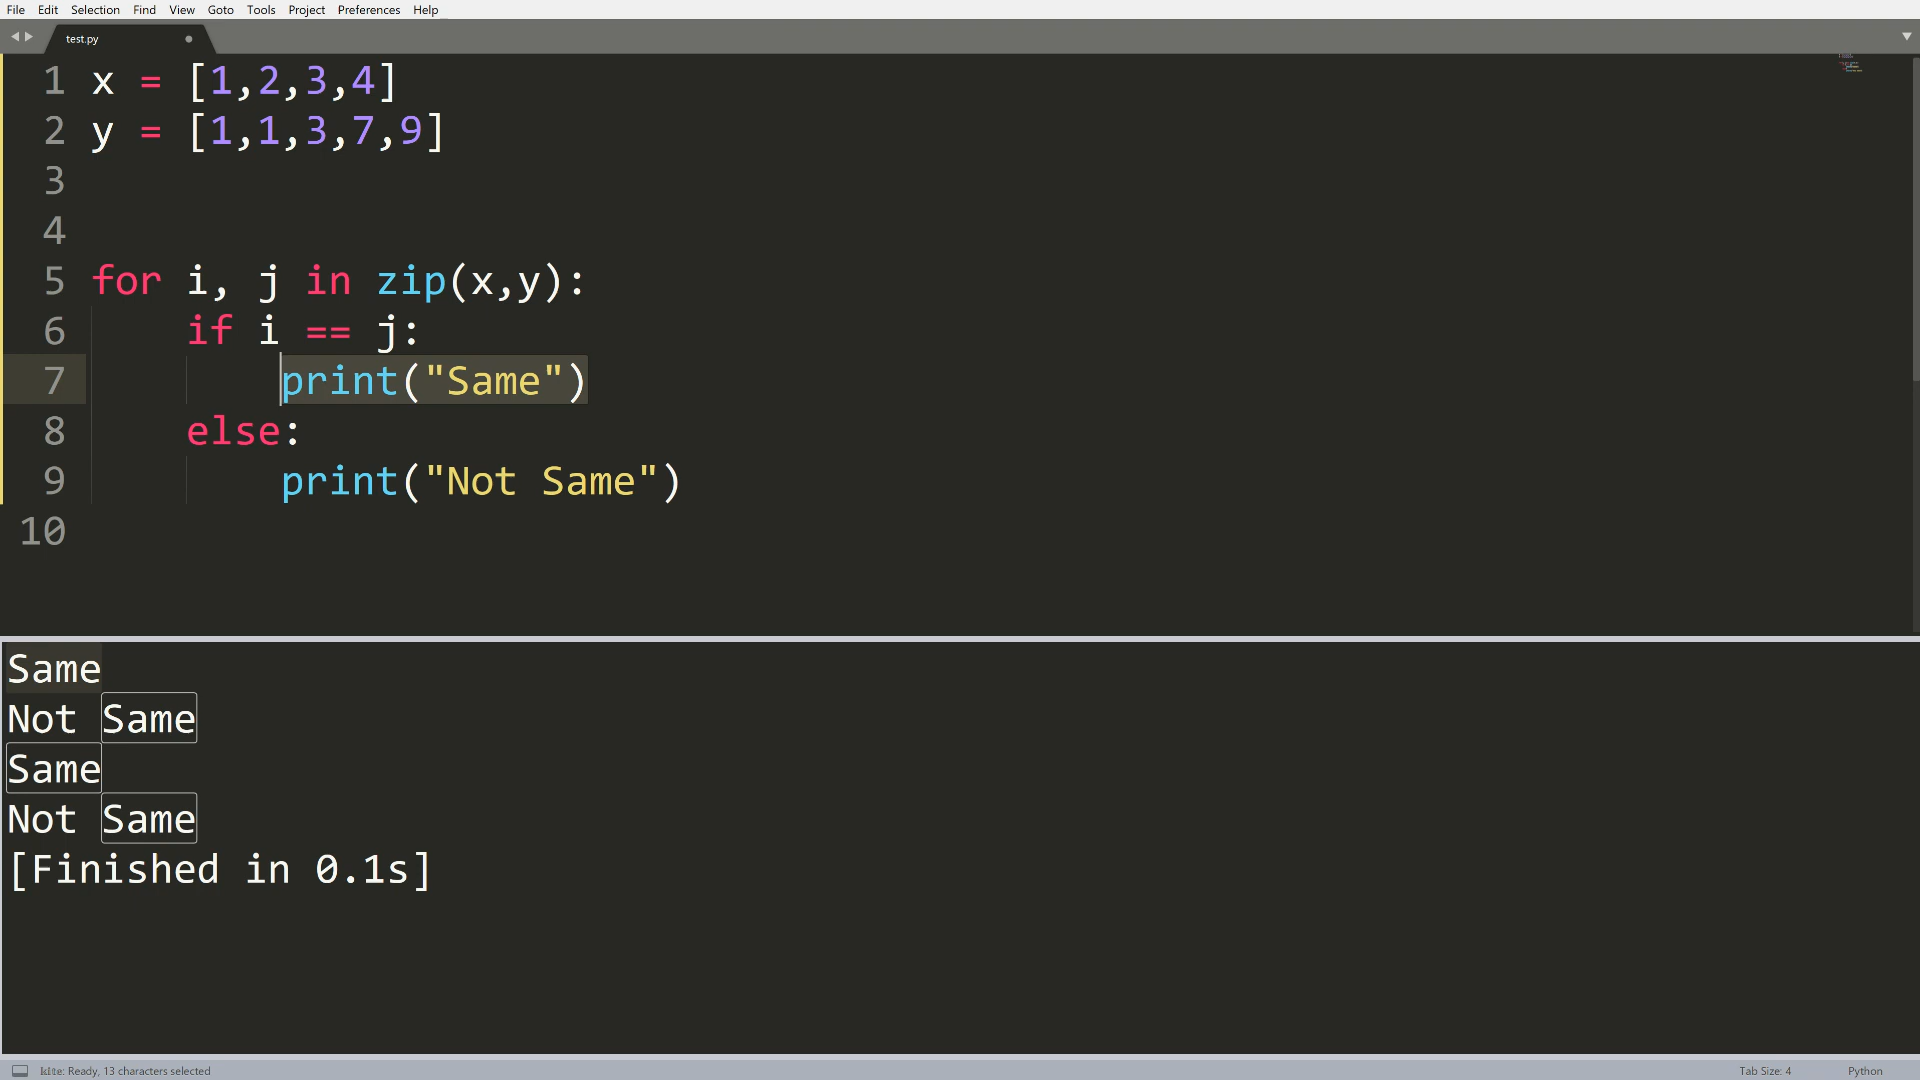 File Edit Selection Find View Goto Tools Project Preferences Help
test.py
1 x = [1,2,3,4]
2 y = [1,1,3,7,9]
3
4
5 for i, j in zip(x,y):
6     if i == j:
7         print("Same")
8     else:
9         print("Not Same")
10
Same
Not Same
Same
Not Same
[Finished in 0.1s]
kite: Ready, 13 characters selected Tab Size: 4 Python